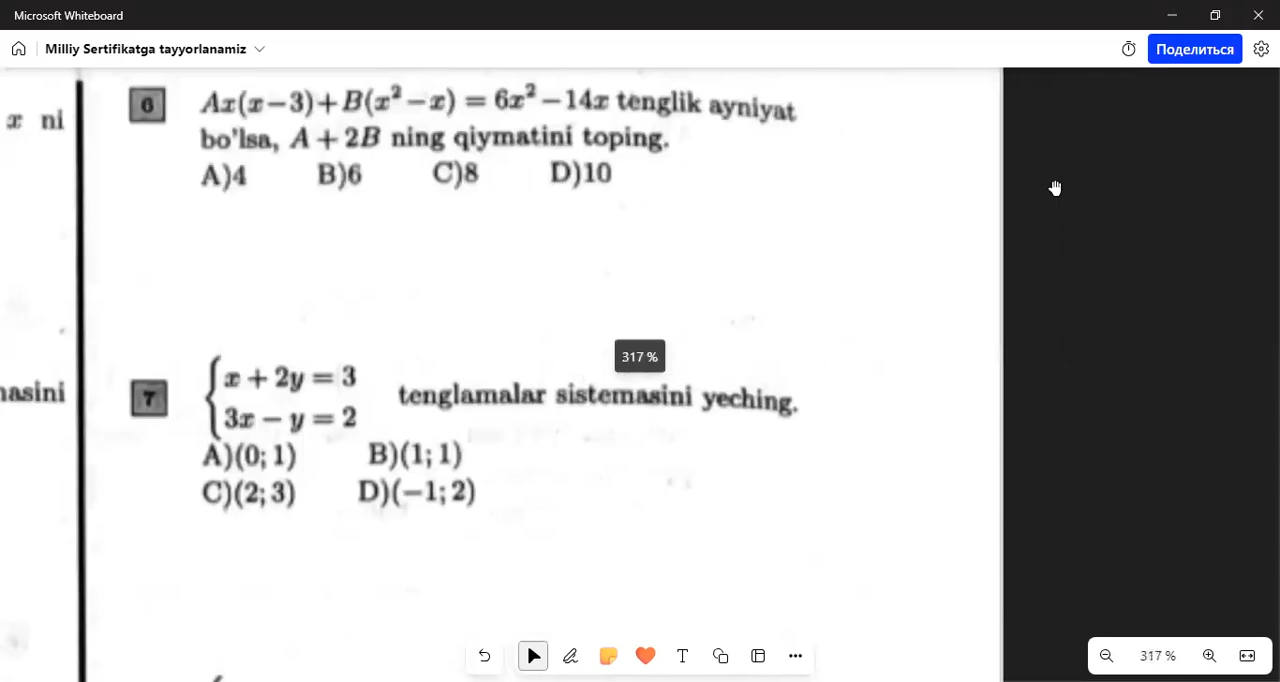 Microsoft Whiteboard
Milliy Sertifikatga tayyorlanamiz
Поделиться
x ni
6 Ax(x−3)+B(x²−x) = 6x²−14x tenglik ayniyat
bo'lsa, A+2B ning qiymatini toping.
A)4 B)6 C)8 D)10
317 %
7 {x+2y=3
3x−y=2 tenglamalar sistemasini yeching.
A)(0; 1) B)(1; 1)
C)(2; 3) D)(−1; 2)
317 %